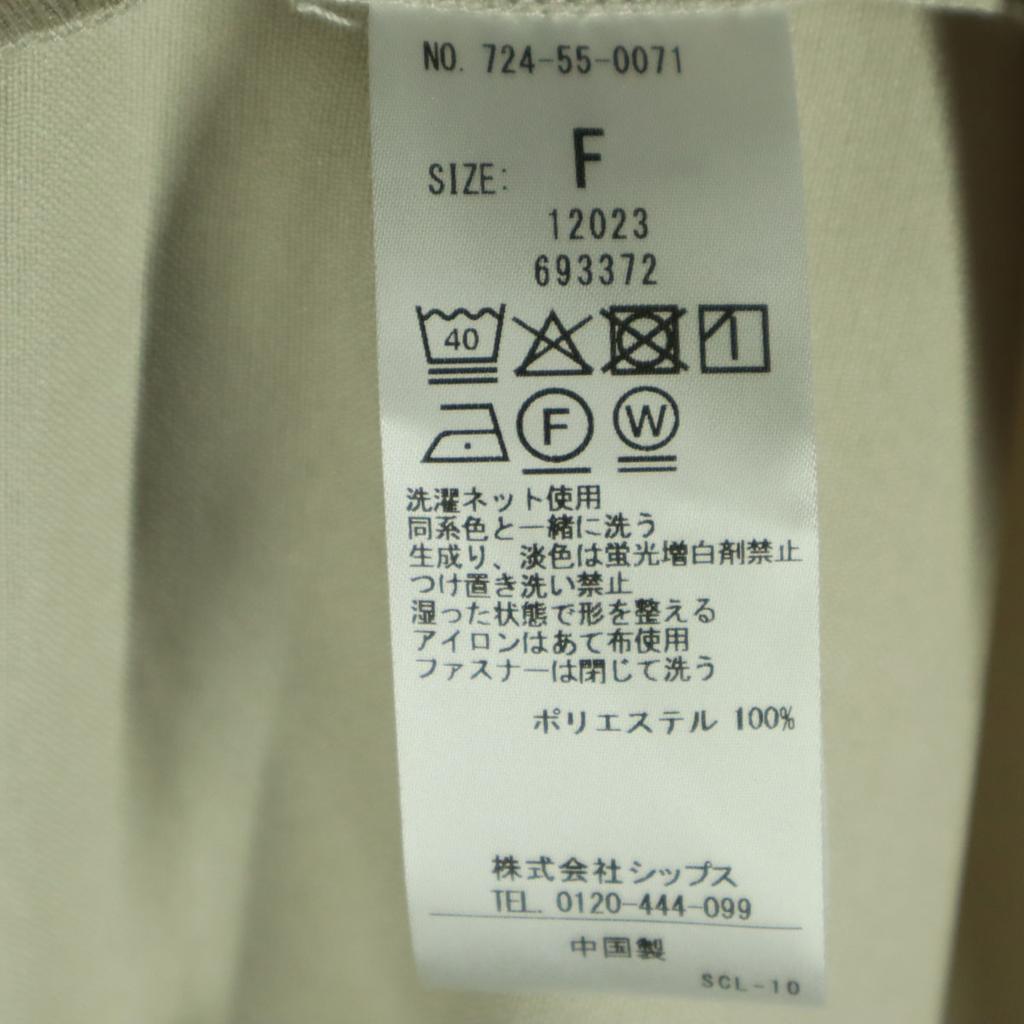 NO. 724-55-0071
SIZE: F
12023
693372
40
F W
洗濯ネット使用
同系色と一緒に洗う
生成り、淡色は蛍光増白剤禁止
つけ置き洗い禁止
湿った状態で形を整える
アイロンはあて布使用
ファスナーは閉じて洗う
ポリエステル 100%
株式会社シップス
TEL. 0120-444-099
中国製
SCL-10